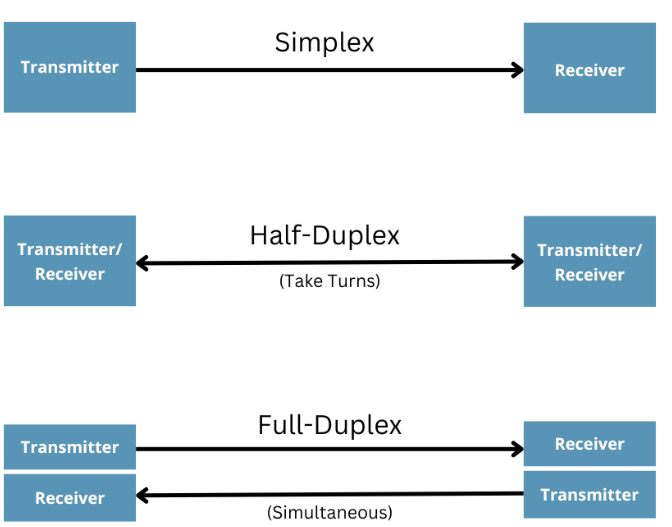 Simplex
Transmitter
Receiver
Half-Duplex
Transmitter/
Receiver
(Take Turns)
Transmitter/
Receiver
Full-Duplex
Transmitter
Receiver
Receiver
Transmitter
(Simultaneous)